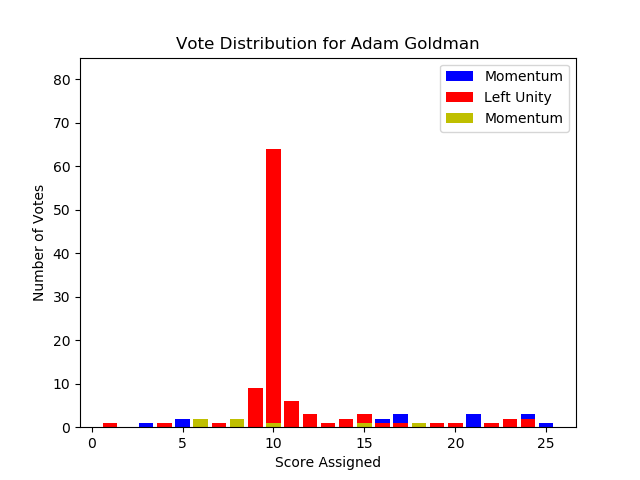 Vote Distribution for Adam Goldman
Momentum
Left Unity
Momentum
80
70
60
50
40
30
20
10
0
Number of Votes
0 5 10 15 20 25
Score Assigned